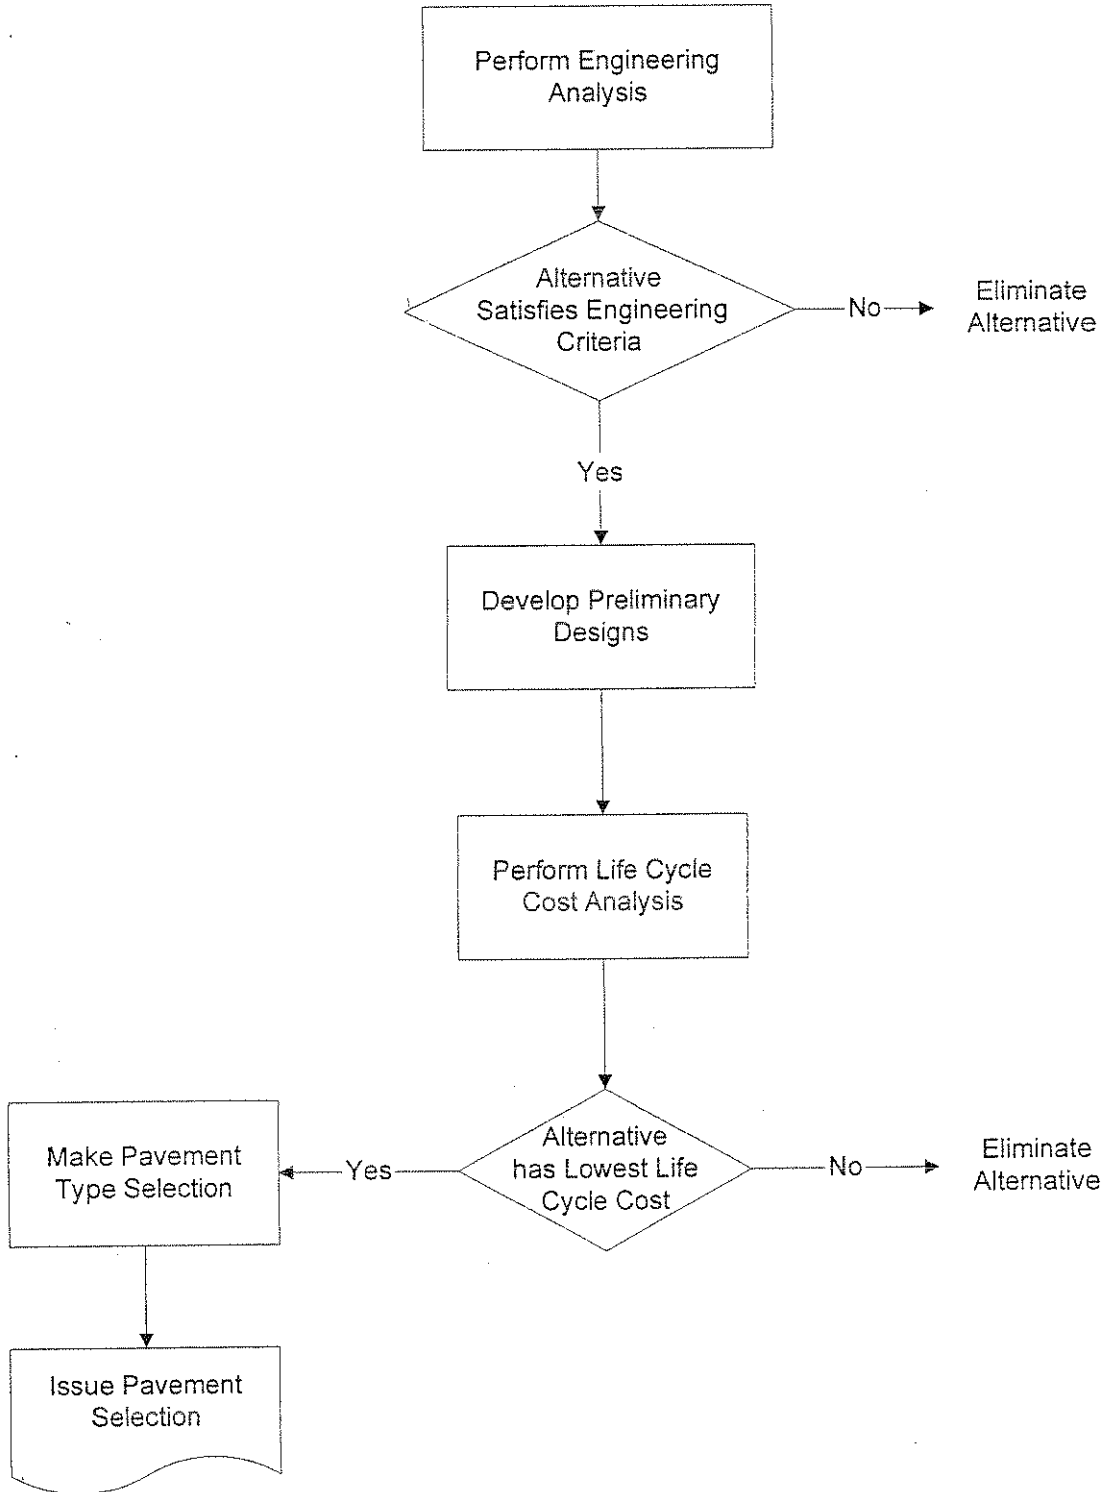 Perform Engineering
Analysis
Alternative
Satisfies Engineering
Criteria
No
Eliminate
Alternative
Yes
Develop Preliminary
Designs
Perform Life Cycle
Cost Analysis
Alternative
has Lowest Life
Cycle Cost
No
Eliminate
Alternative
Yes
Make Pavement
Type Selection
Issue Pavement
Selection